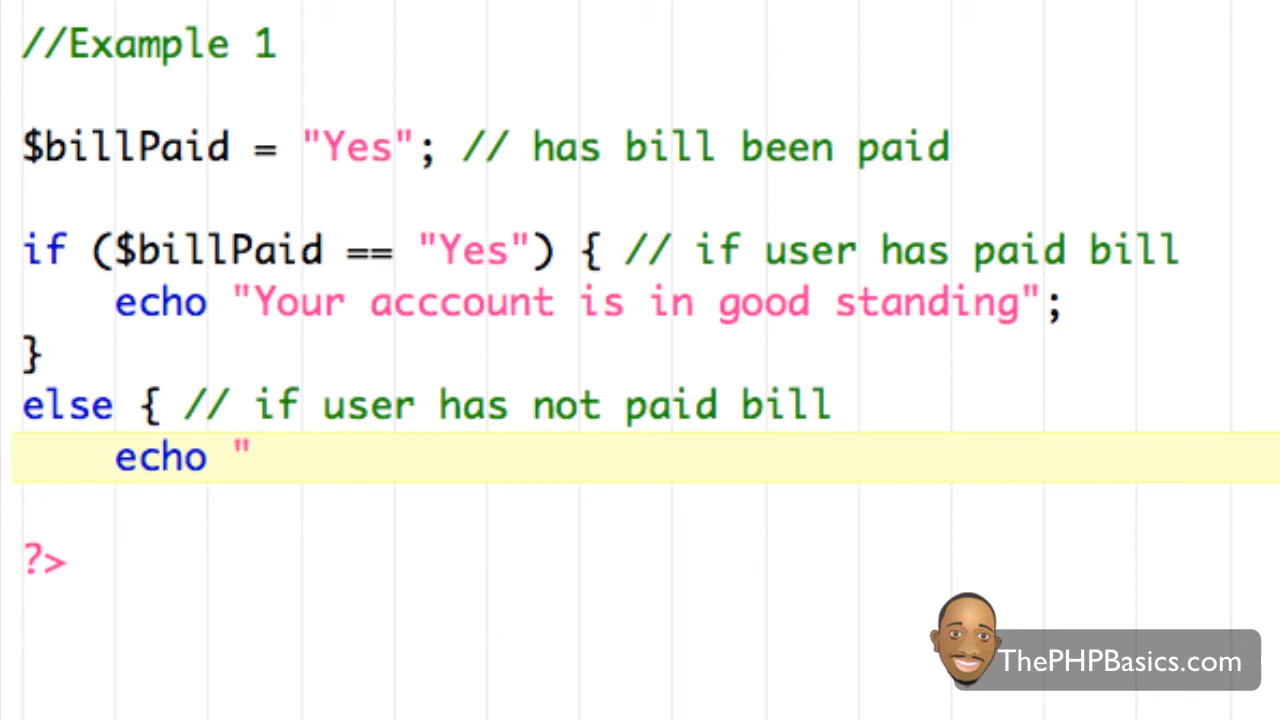 //Example 1
$billPaid = "Yes"; // has bill been paid
if ($billPaid == "Yes") { // if user has paid bill
echo "Your acccount is in good standing";
}
else { // if user has not paid bill
echo "
?>
ThePHPBasics.com